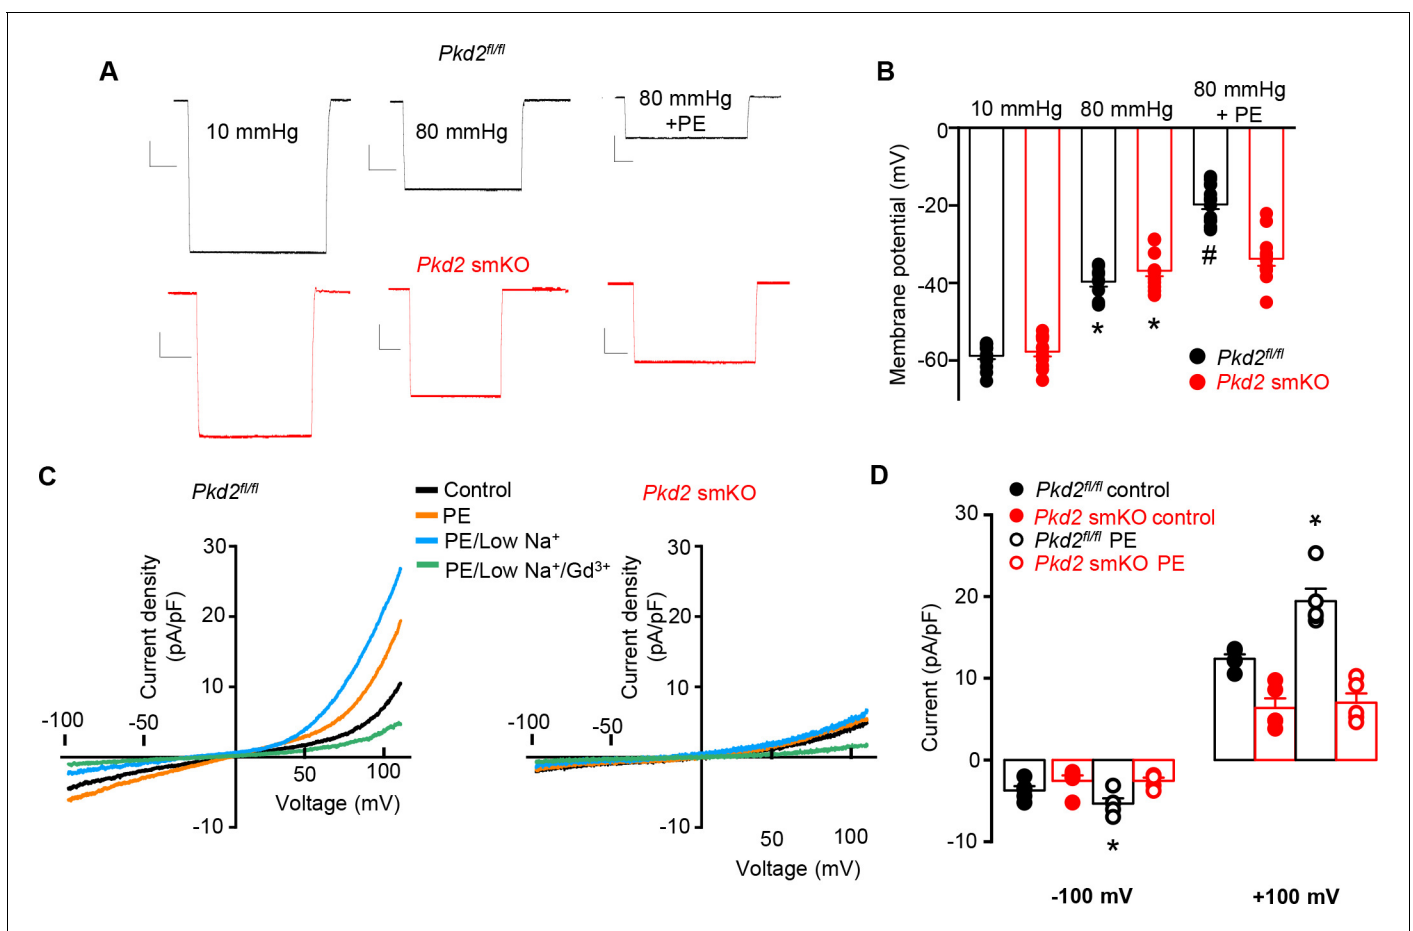 A
Pkd2fl/fl
10 mmHg
80 mmHg
80 mmHg
+PE
Pkd2 smKO
B
10 mmHg
80 mmHg
80 mmHg
+ PE
Membrane potential (mV)
0
-20
-40
-60
*
*
#
Pkd2fl/fl
Pkd2 smKO
C
Pkd2fl/fl
Control
PE
PE/Low Na+
PE/Low Na+/Gd3+
Current density
(pA/pF)
30
20
10
-10
-100
-50
50
100
Voltage (mV)
Pkd2 smKO
Current density
(pA/pF)
30
20
10
-10
-100
-50
50
100
Voltage (mV)
D
Pkd2fl/fl control
Pkd2 smKO control
Pkd2fl/fl PE
Pkd2 smKO PE
Current (pA/pF)
30
20
10
0
-10
*
*
-100 mV
+100 mV